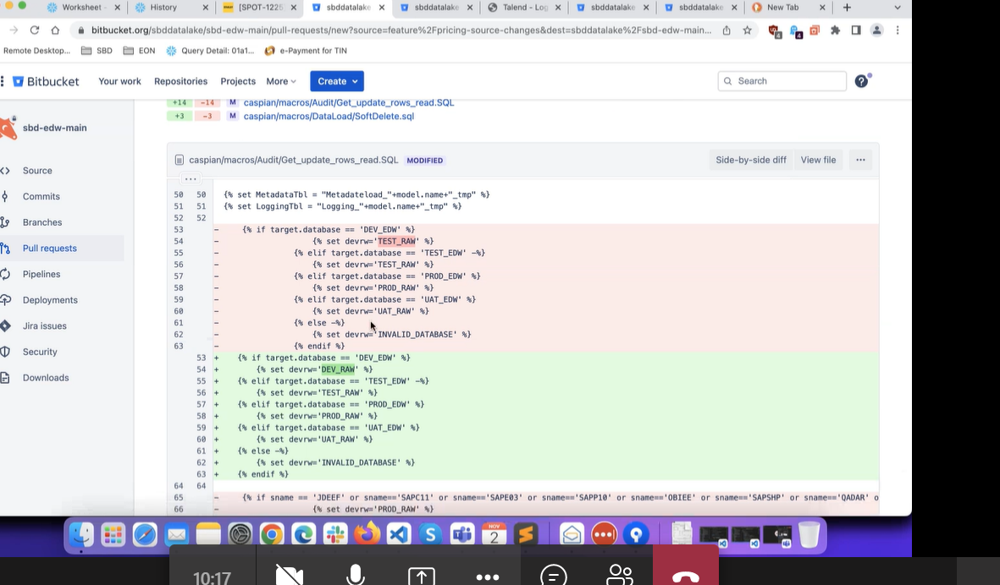 Worksheet - × History × [SPOT-1225 × sbddatalake × sbddatalake × Talend - Log × sbddatalake × sbddatalake × New Tab × +
bitbucket.org/sbddatalake/sbd-edw-main/pull-requests/new?source=feature%2Fpricing-source-changes&dest=sbddatalake%2Fsbd-edw-main... 4 4
Remote Desktop... SBD EON Query Detail: 01a1... e-Payment for TIN
Bitbucket Your work Repositories Projects More Create Search ?
+14 -14 M caspian/macros/Audit/Get_update_rows_read.SQL
+3 -3 M caspian/macros/DataLoad/SoftDelete.sql
sbd-edw-main
Source
Commits
Branches
Pull requests
Pipelines
Deployments
Jira issues
Security
Downloads
caspian/macros/Audit/Get_update_rows_read.SQL MODIFIED Side-by-side diff View file ...
...
50 50 {% set MetadataTbl = "Metadateload_"+model.name+"_tmp" %}
51 51 {% set LoggingTbl = "Logging_"+model.name+"_tmp" %}
52 52
53 - {% if target.database == 'DEV_EDW' %}
54 - {% set devrw='TEST_RAW' %}
55 - {% elif target.database == 'TEST_EDW' -%}
56 - {% set devrw='TEST_RAW' %}
57 - {% elif target.database == 'PROD_EDW' %}
58 - {% set devrw='PROD_RAW' %}
59 - {% elif target.database == 'UAT_EDW' %}
60 - {% set devrw='UAT_RAW' %}
61 - {% else -%}
62 - {% set devrw='INVALID_DATABASE' %}
63 - {% endif %}
53 + {% if target.database == 'DEV_EDW' %}
54 + {% set devrw='DEV_RAW' %}
55 + {% elif target.database == 'TEST_EDW' -%}
56 + {% set devrw='TEST_RAW' %}
57 + {% elif target.database == 'PROD_EDW' %}
58 + {% set devrw='PROD_RAW' %}
59 + {% elif target.database == 'UAT_EDW' %}
60 + {% set devrw='UAT_RAW' %}
61 + {% else -%}
62 + {% set devrw='INVALID_DATABASE' %}
63 + {% endif %}
64 64
65 - {% if sname == 'JDEEF' or sname=='SAPC11' or sname=='SAPE03' or sname=='SAPP10' or sname=='OBIEE' or sname=='SAPSHP' or sname=='QADAR' o
66 - {% set devrw='PROD_RAW' %}
NOV
2
10:17